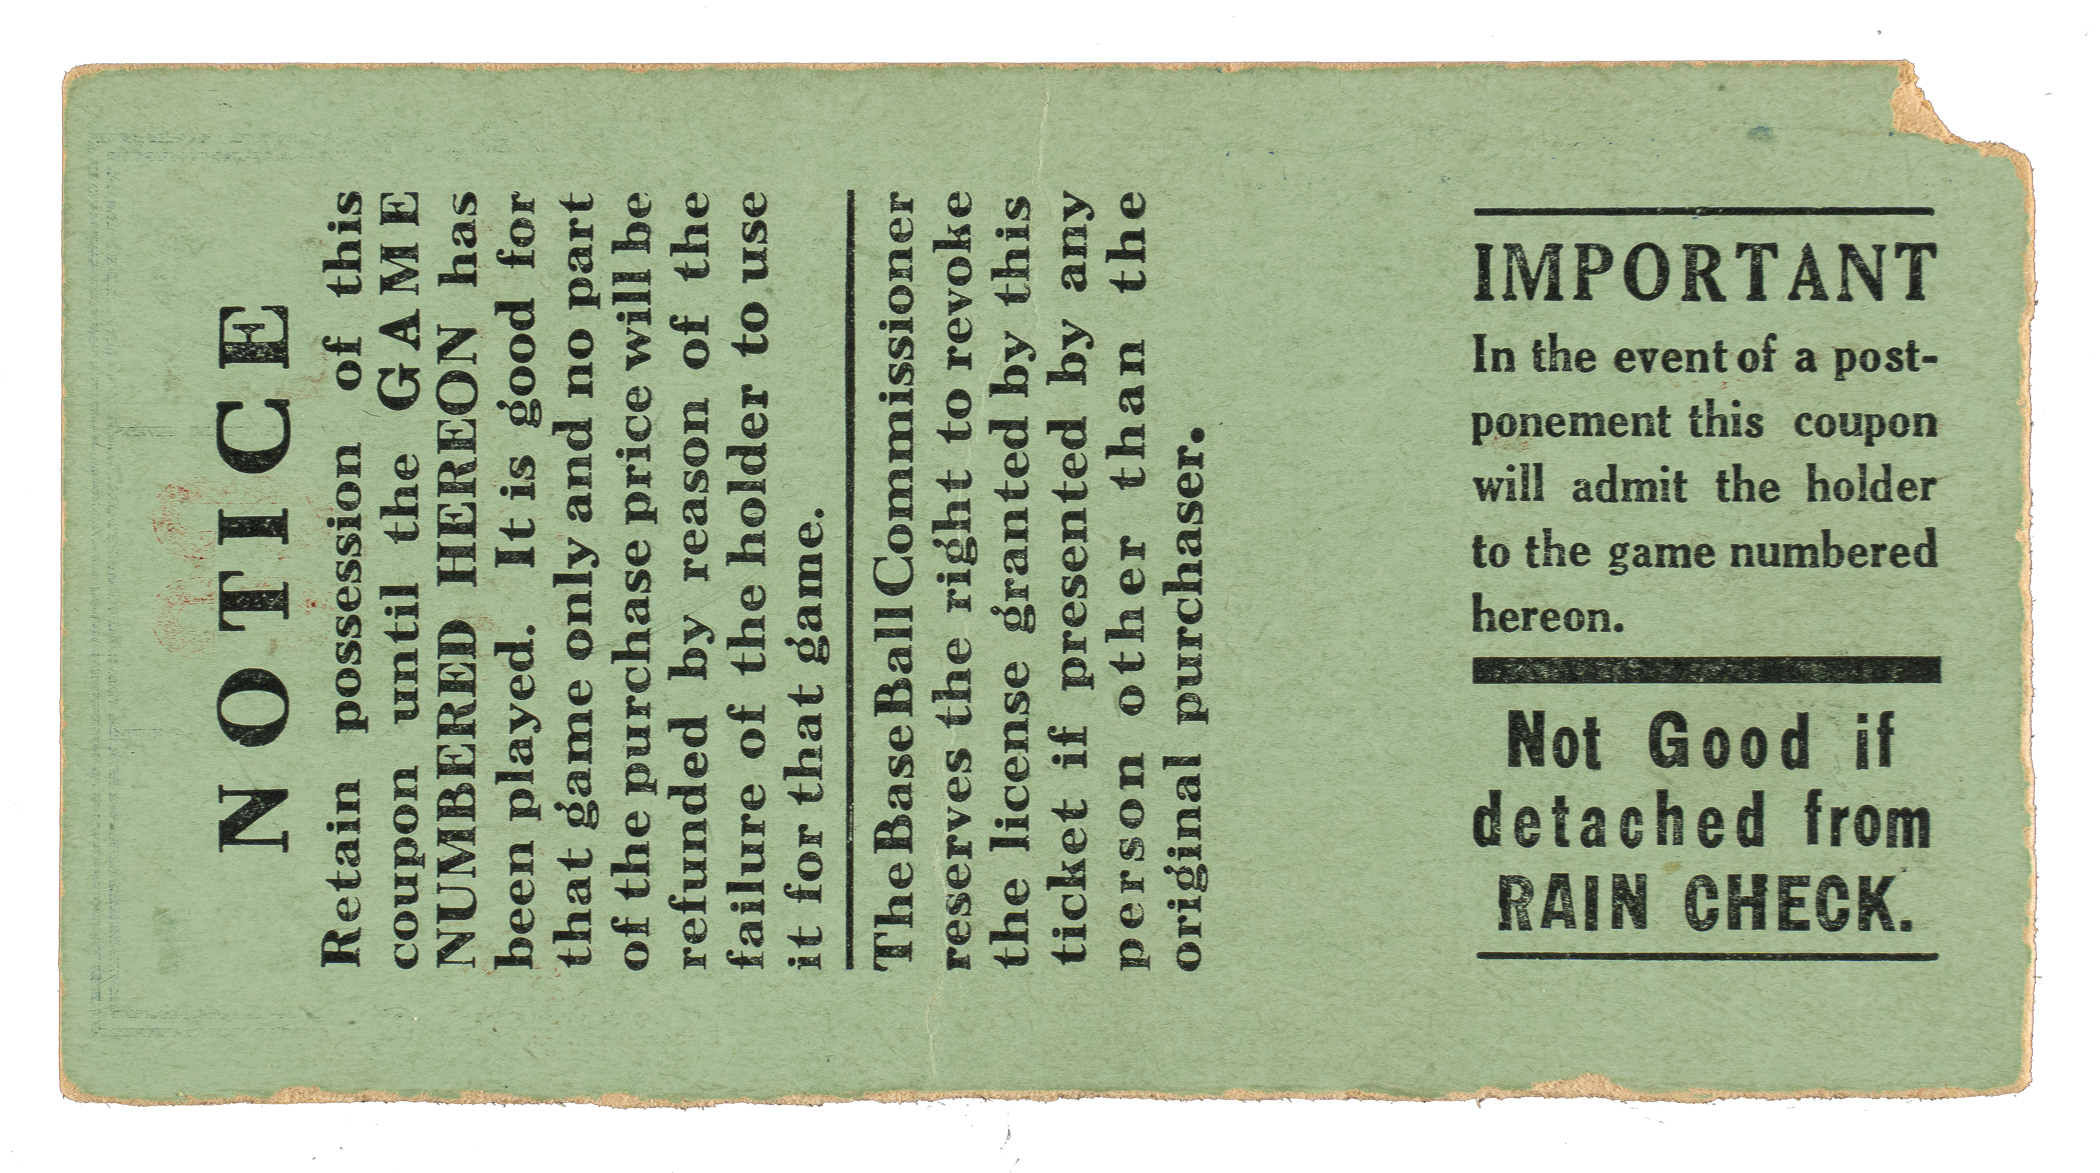 NOTICE
Retain possession of this
coupon until the GAME
NUMBERED HEREON has
been played. It is good for
that game only and no part
of the purchase price will be
refunded by reason of the
failure of the holder to use
it for that game.
The Base Ball Commissioner
reserves the right to revoke
the license granted by this
ticket if presented by any
person other than the
original purchaser.
IMPORTANT
In the event of a post-
ponement this coupon
will admit the holder
to the game numbered
hereon.
Not Good if
detached from
RAIN CHECK.